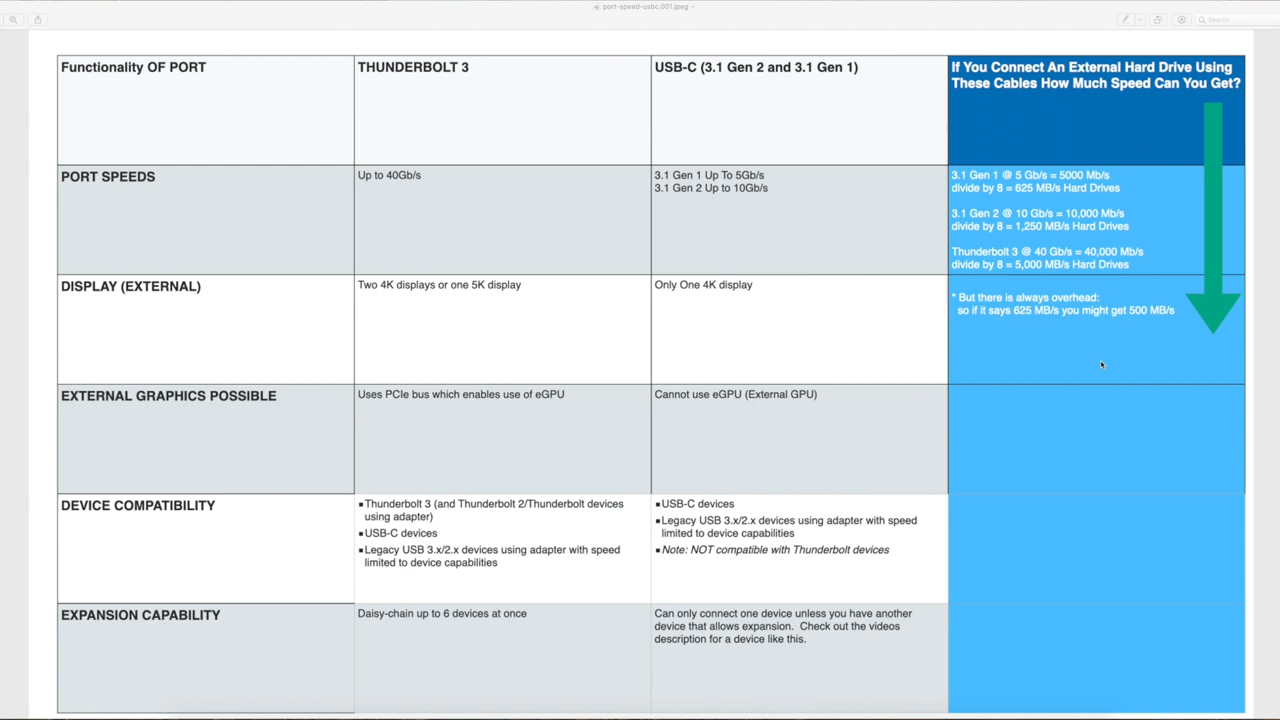 port-speed-usbc.001.jpeg
Search
Functionality OF PORT
THUNDERBOLT 3
USB-C (3.1 Gen 2 and 3.1 Gen 1)
If You Connect An External Hard Drive Using
These Cables How Much Speed Can You Get?
PORT SPEEDS
Up to 40Gb/s
3.1 Gen 1 Up To 5Gb/s
3.1 Gen 2 Up to 10Gb/s
3.1 Gen 1 @ 5 Gb/s = 5000 Mb/s
divide by 8 = 625 MB/s Hard Drives
3.1 Gen 2 @ 10 Gb/s = 10,000 Mb/s
divide by 8 = 1,250 MB/s Hard Drives
Thunderbolt 3 @ 40 Gb/s = 40,000 Mb/s
divide by 8 = 5,000 MB/s Hard Drives
DISPLAY (EXTERNAL)
Two 4K displays or one 5K display
Only One 4K display
* But there is always overhead:
so if it says 625 MB/s you might get 500 MB/s
EXTERNAL GRAPHICS POSSIBLE
Uses PCIe bus which enables use of eGPU
Cannot use eGPU (External GPU)
DEVICE COMPATIBILITY
▪Thunderbolt 3 (and Thunderbolt 2/Thunderbolt devices
using adapter)
▪USB-C devices
▪Legacy USB 3.x/2.x devices using adapter with speed
limited to device capabilities
▪USB-C devices
▪Legacy USB 3.x/2.x devices using adapter with speed
limited to device capabilities
▪Note: NOT compatible with Thunderbolt devices
EXPANSION CAPABILITY
Daisy-chain up to 6 devices at once
Can only connect one device unless you have another
device that allows expansion.  Check out the videos
description for a device like this.